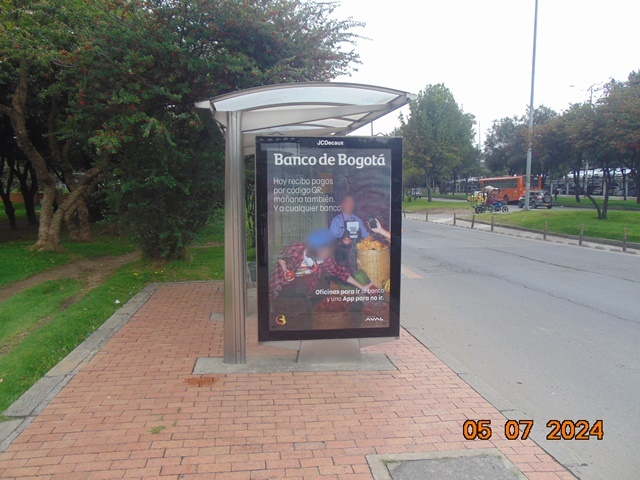 JCDecaux
Banco de Bogotá
Hoy recibo pagos
por código QR,
mañana también.
Y a cualquier banco
Oficinas para ir al banco
y una App para no ir.
AVAL
05 07 2024